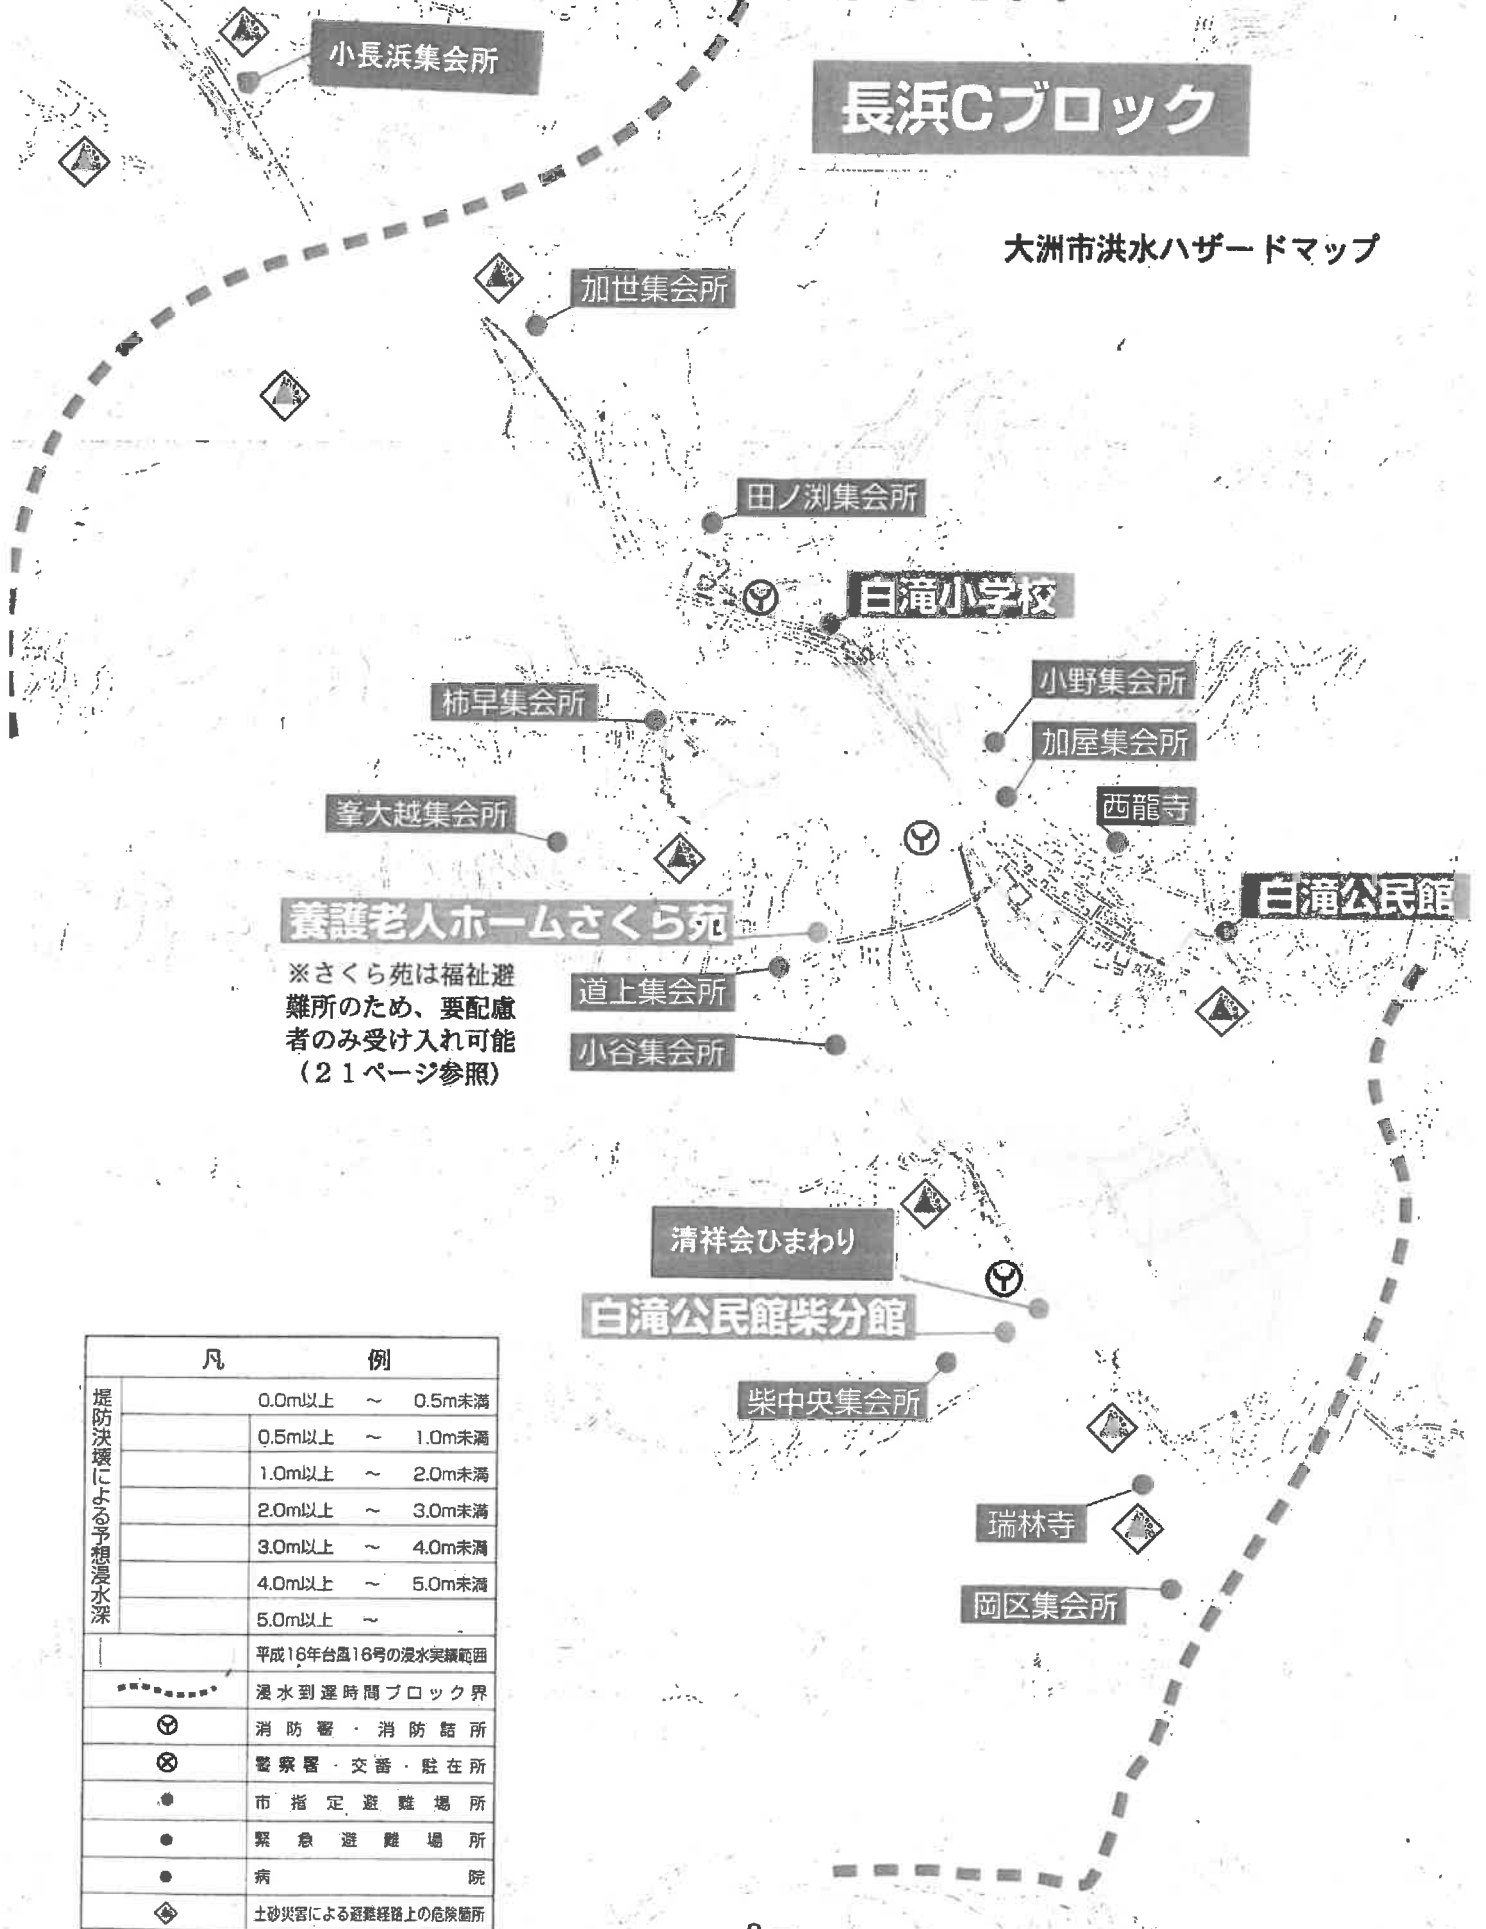 小長浜集会所
長浜Cブロック
大洲市洪水ハザードマップ
加世集会所
田ノ渕集会所
白滝小学校
小野集会所
柿早集会所
加屋集会所
西龍寺
峯大越集会所
白滝公民館
養護老人ホームさくら苑
※さくら苑は福祉避
難所のため、要配慮
者のみ受け入れ可能
（２１ページ参照）
道上集会所
小谷集会所
清祥会ひまわり
白滝公民館柴分館
柴中央集会所
瑞林寺
岡区集会所
凡例
堤防決壊による予想浸水深
0.0m以上 ～ 0.5m未満
0.5m以上 ～ 1.0m未満
1.0m以上 ～ 2.0m未満
2.0m以上 ～ 3.0m未満
3.0m以上 ～ 4.0m未満
4.0m以上 ～ 5.0m未満
5.0m以上 ～
平成16年台風16号の浸水実績範囲
浸水到達時間ブロック界
消防署・消防詰所
警察署・交番・駐在所
市指定避難場所
緊急避難場所
病院
土砂災害による避難経路上の危険箇所